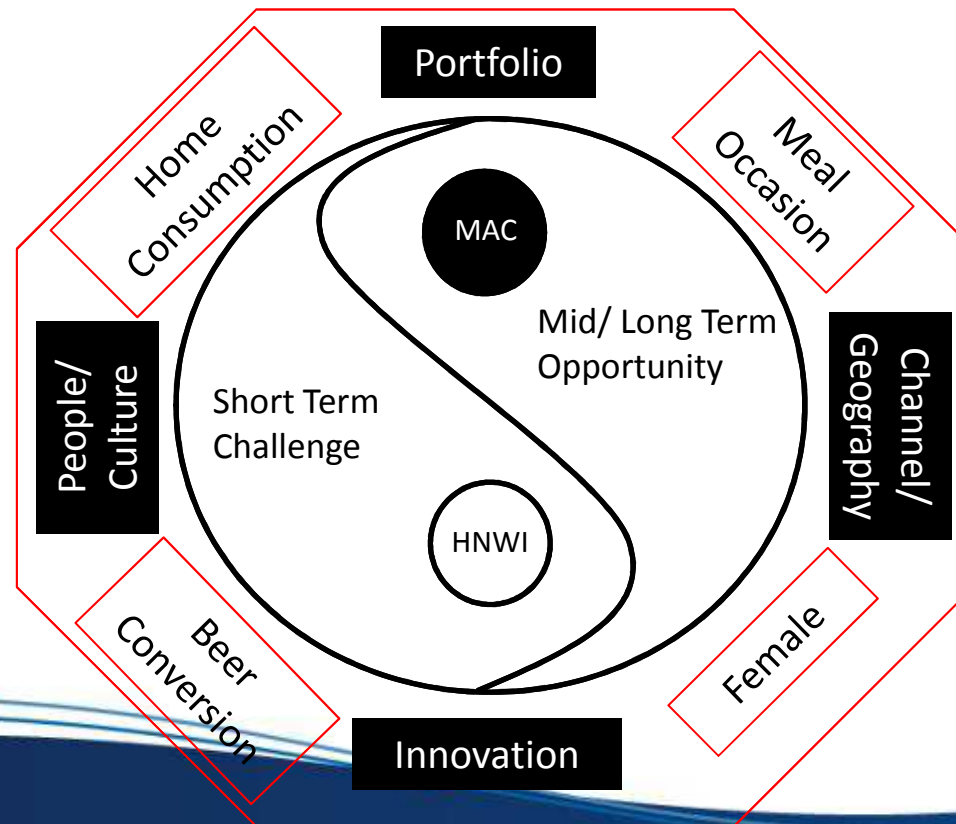 Portfolio
Home
Consumption
Meal
Occasion
MAC
Mid/ Long Term
Opportunity
People/
Culture
Short Term
Challenge
Channel/
Geography
HNWI
Beer
Conversion
Female
Innovation